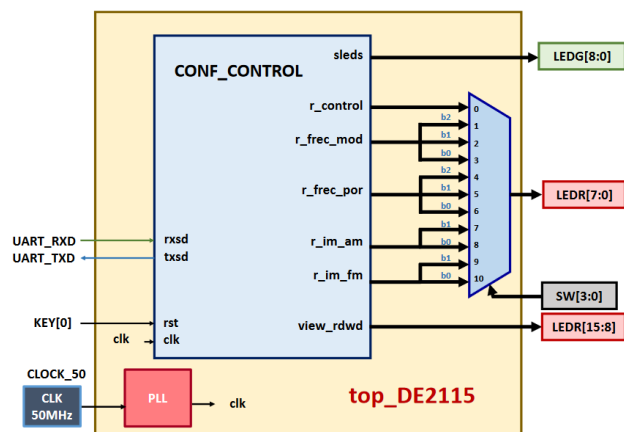 sleds
LEDG[8:0]
CONF_CONTROL
r_control
0
b2
1
r_frec_mod
b1
2
b0
3
b2
4
r_frec_por
b1
5
LEDR[7:0]
b0
6
b1
7
UART_RXD
rxsd
r_im_am
b0
8
UART_TXD
txsd
b1
9
r_im_fm
b0
10
SW[3:0]
KEY[0]
rst
view_rdwd
LEDR[15:8]
clk
clk
CLOCK_50
CLK
50MHz
PLL
clk
top_DE2115